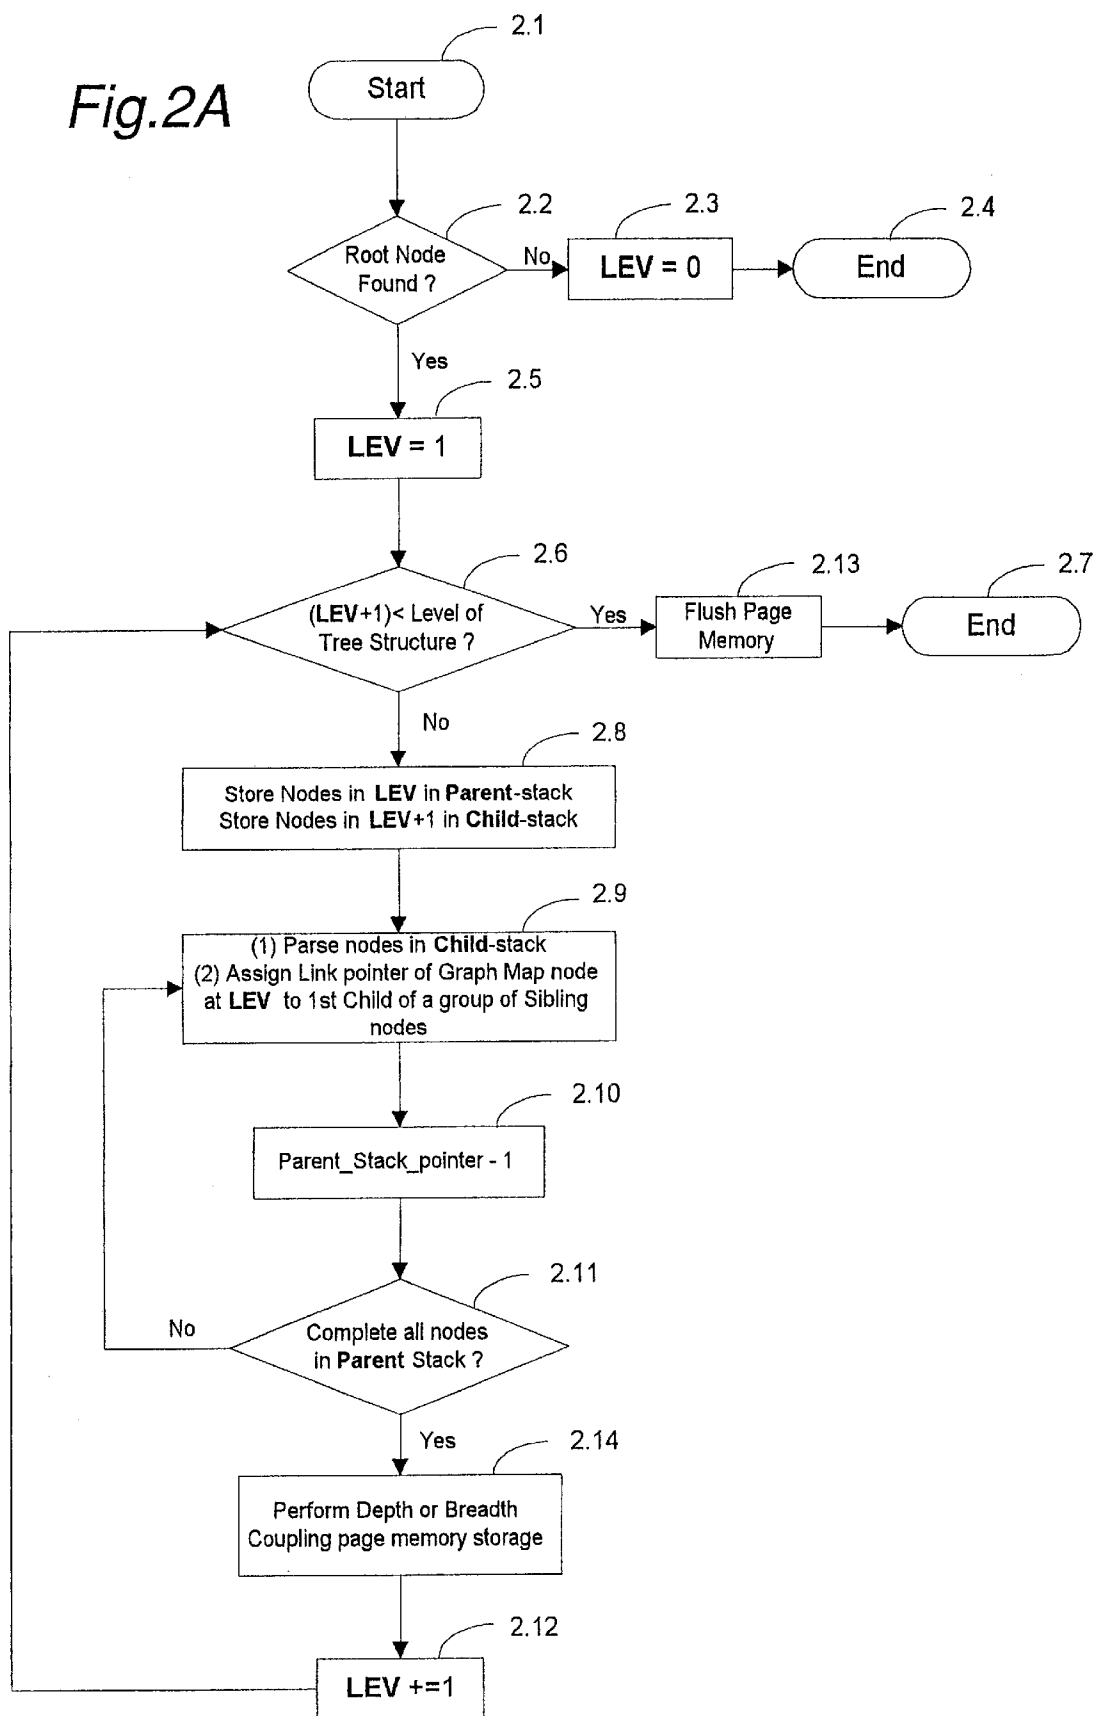 Fig.2A
2.1
Start
2.2
2.3
2.4
Root Node
Found ?
No
LEV = 0
End
Yes
2.5
LEV = 1
2.6
2.13
2.7
(LEV+1)< Level of
Tree Structure ?
Yes
Flush Page
Memory
End
No
2.8
Store Nodes in LEV in Parent-stack
Store Nodes in LEV+1 in Child-stack
2.9
(1) Parse nodes in Child-stack
(2) Assign Link pointer of Graph Map node
at LEV to 1st Child of a group of Sibling
nodes
2.10
Parent_Stack_pointer - 1
2.11
No
Complete all nodes
in Parent Stack ?
Yes
2.14
Perform Depth or Breadth
Coupling page memory storage
2.12
LEV +=1